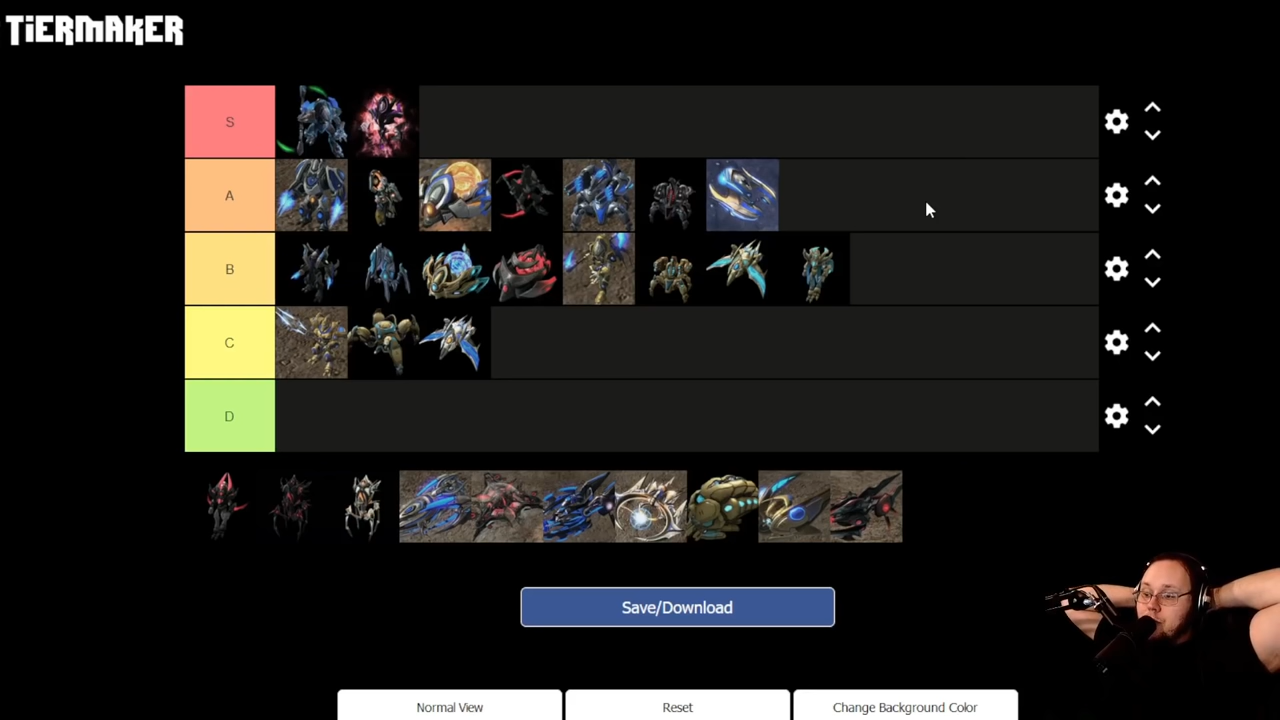 TiERMAKER
S
A
B
C
D
Save/Download
Normal View
Reset
Change Background Color